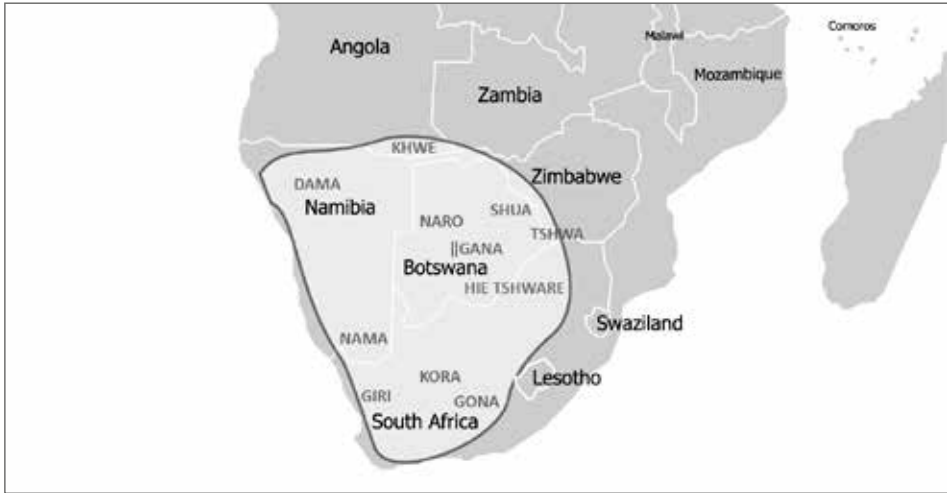 Comoros
Malawi
Angola
Mozambique
Zambia
KHWE
Zimbabwe
DAMA
Namibia
SHUA
NARO
TSHWA
||GANA
Botswana
HIE TSHWARE
Swaziland
NAMA
KORA
Lesotho
GIRI
GONA
South Africa